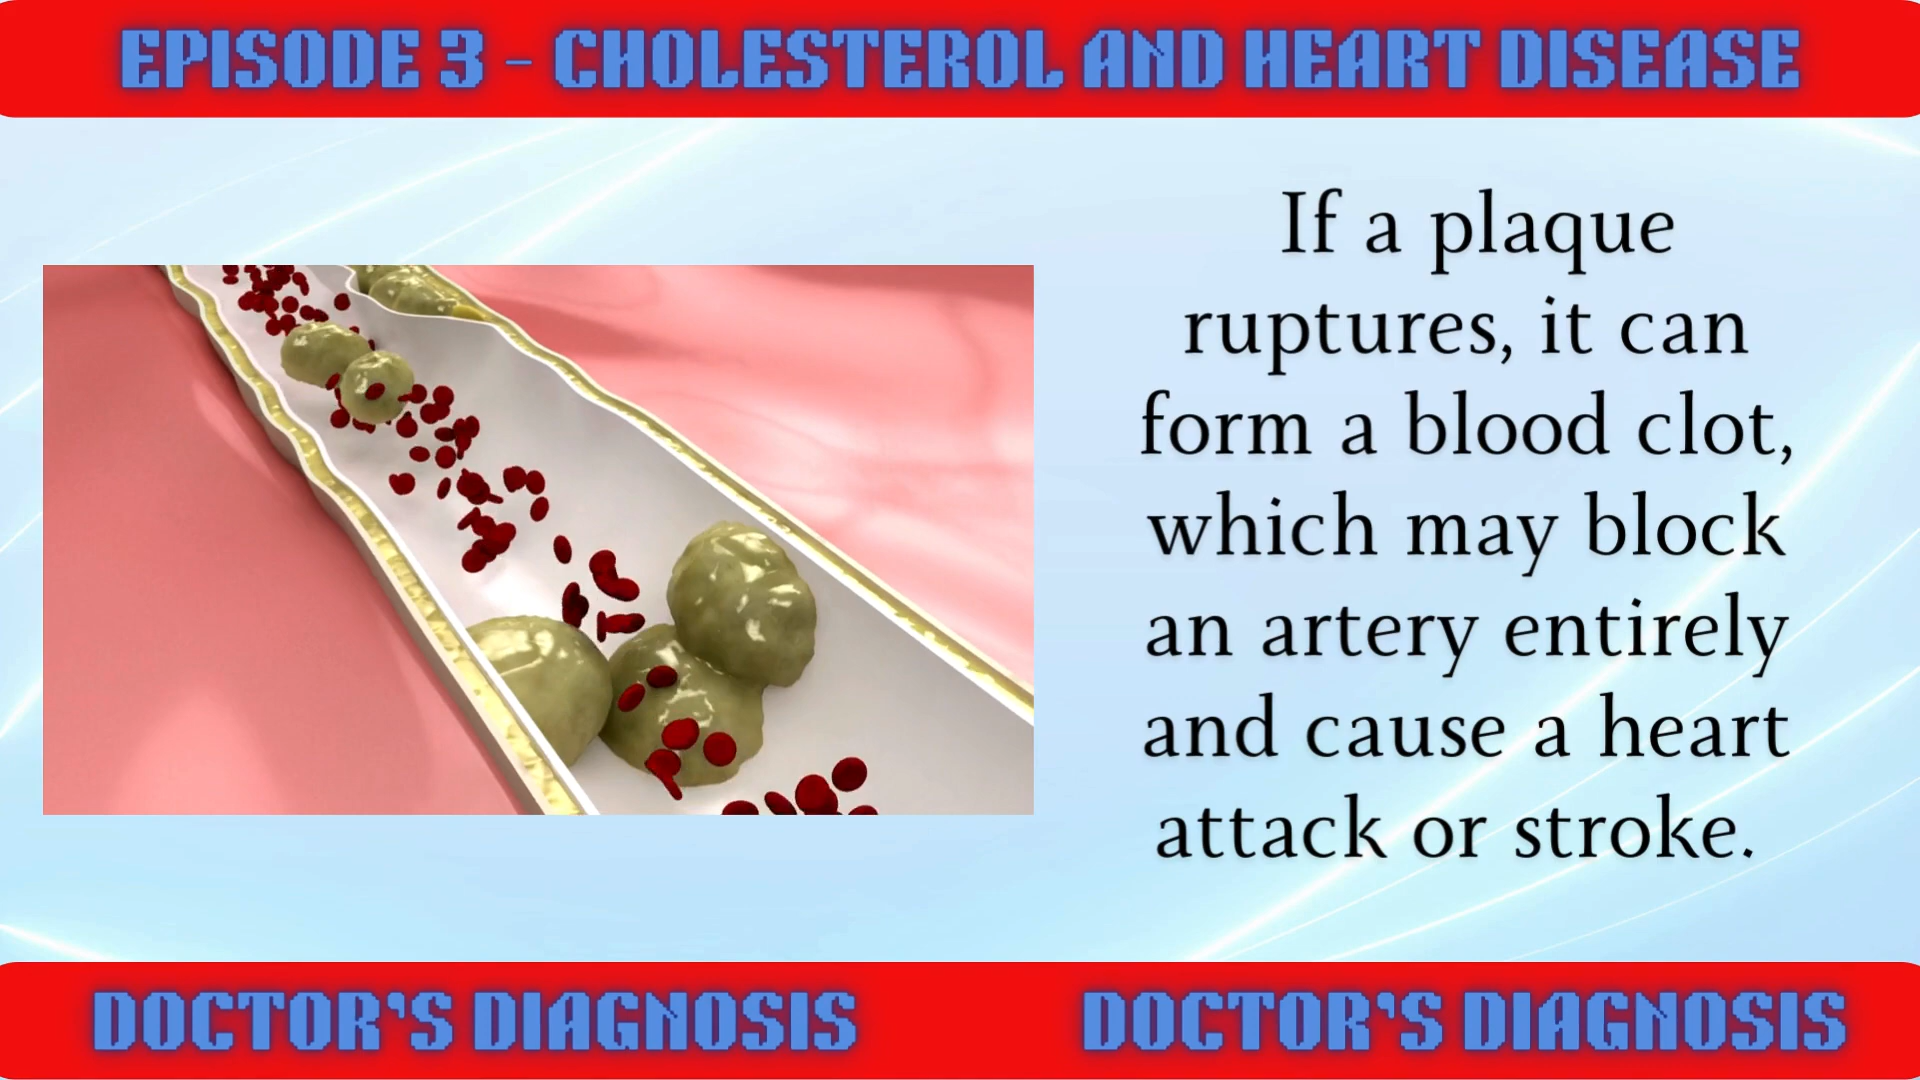 EPISODE 3 - CHOLESTEROL AND HEART DISEASE
If a plaque
ruptures, it can
form a blood clot,
which may block
an artery entirely
and cause a heart
attack or stroke.
DOCTOR'S DIAGNOSIS
DOCTOR'S DIAGNOSIS